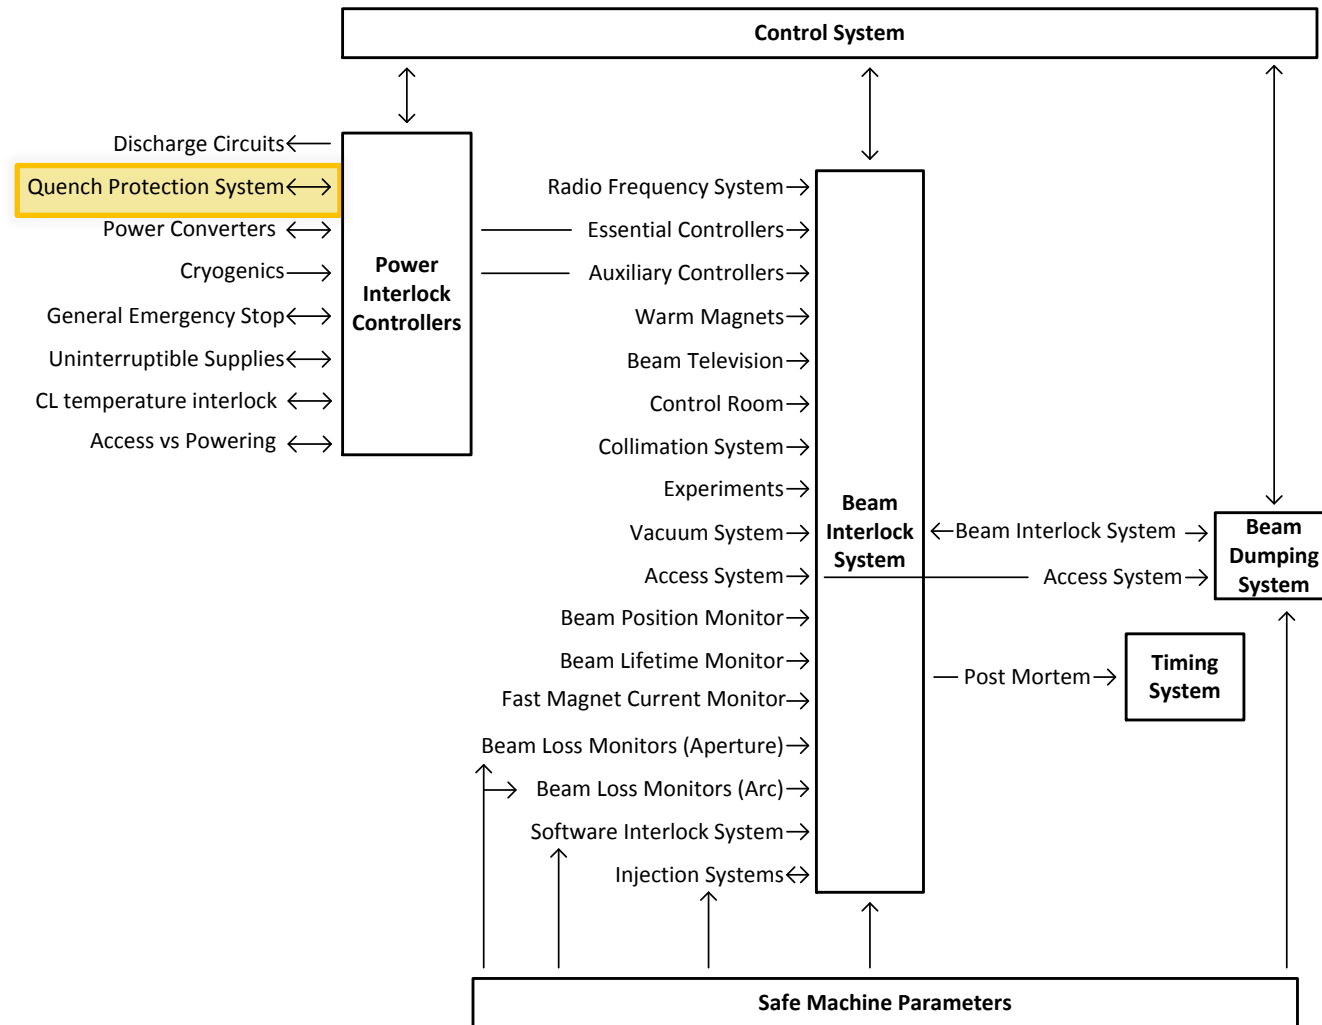 Control System
Discharge Circuits
Quench Protection System
Power Converters
Cryogenics
General Emergency Stop
Uninterruptible Supplies
CL temperature interlock
Access vs Powering
Power
Interlock
Controllers
Radio Frequency System
Essential Controllers
Auxiliary Controllers
Warm Magnets
Beam Television
Control Room
Collimation System
Experiments
Vacuum System
Access System
Beam Position Monitor
Beam Lifetime Monitor
Fast Magnet Current Monitor
Beam Loss Monitors (Aperture)
Beam Loss Monitors (Arc)
Software Interlock System
Injection Systems
Beam
Interlock
System
Beam Interlock System
Access System
Post Mortem
Beam
Dumping
System
Timing
System
Safe Machine Parameters